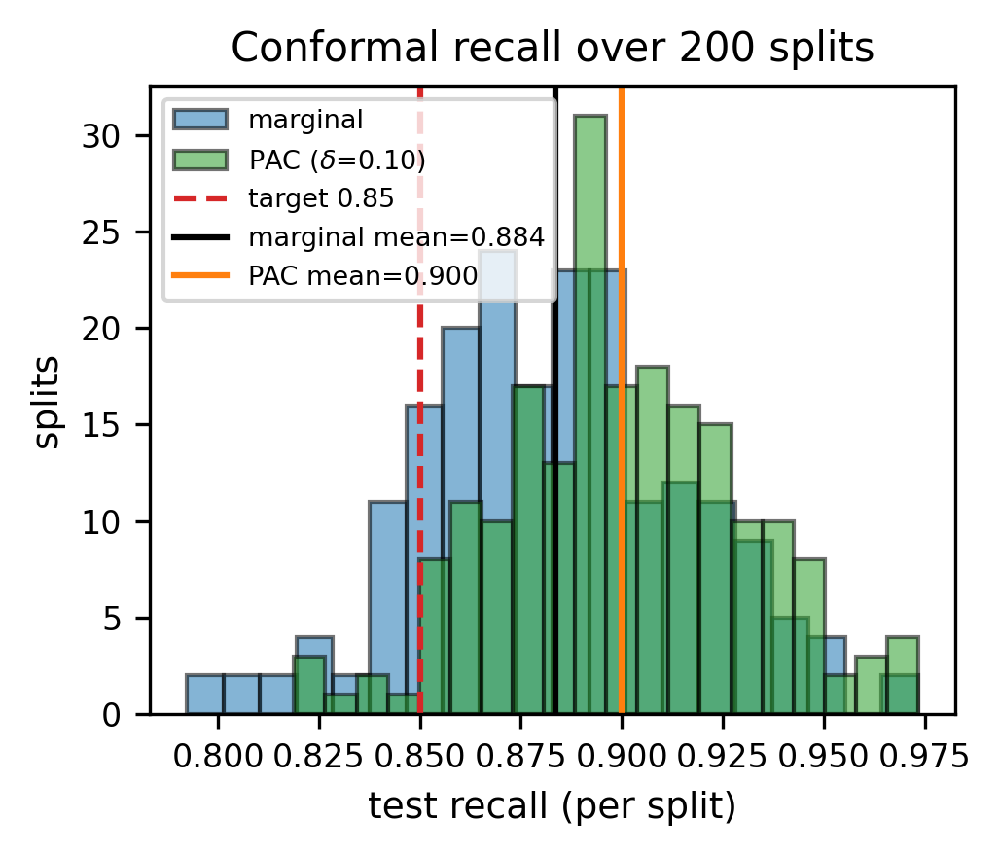 Conformal recall over 200 splits
marginal
PAC (δ=0.10)
target 0.85
marginal mean=0.884
PAC mean=0.900
splits
30
25
20
15
10
5
0
0.800 0.825 0.850 0.875 0.900 0.925 0.950 0.975
test recall (per split)